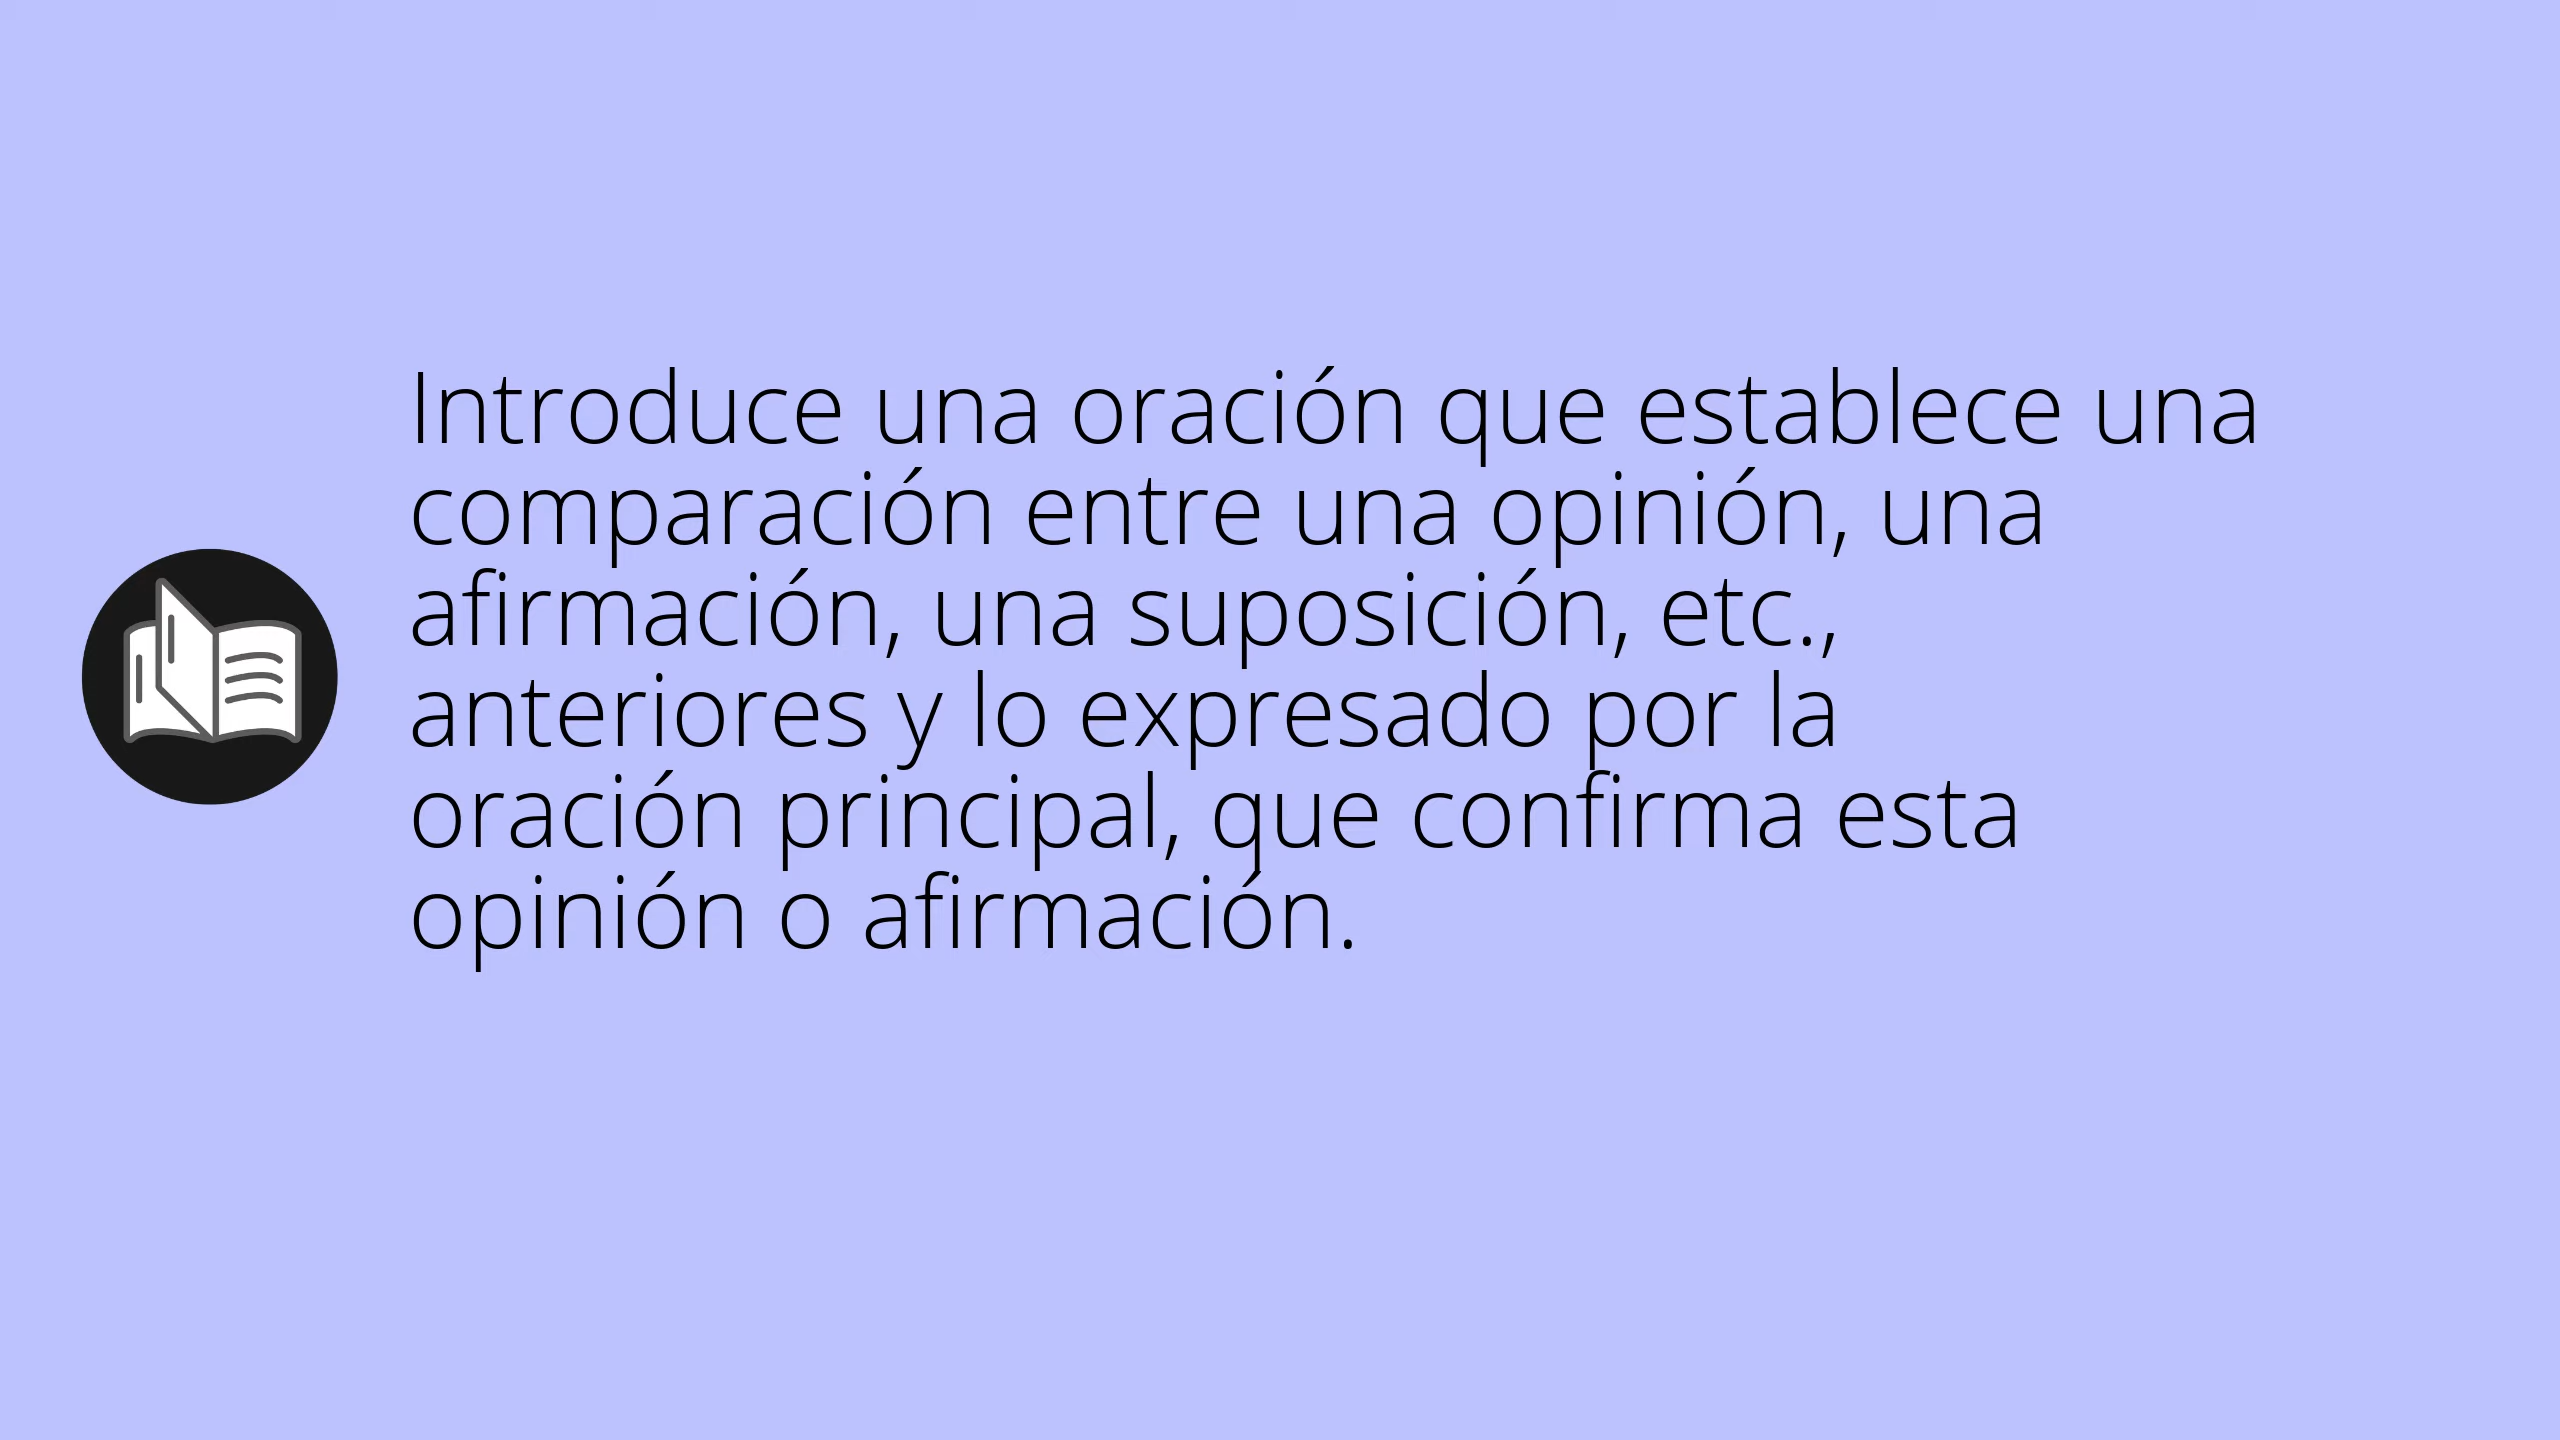 Introduce una oración que establece una
comparación entre una opinión, una
afirmación, una suposición, etc.,
anteriores y lo expresado por la
oración principal, que confirma esta
opinión o afirmación.